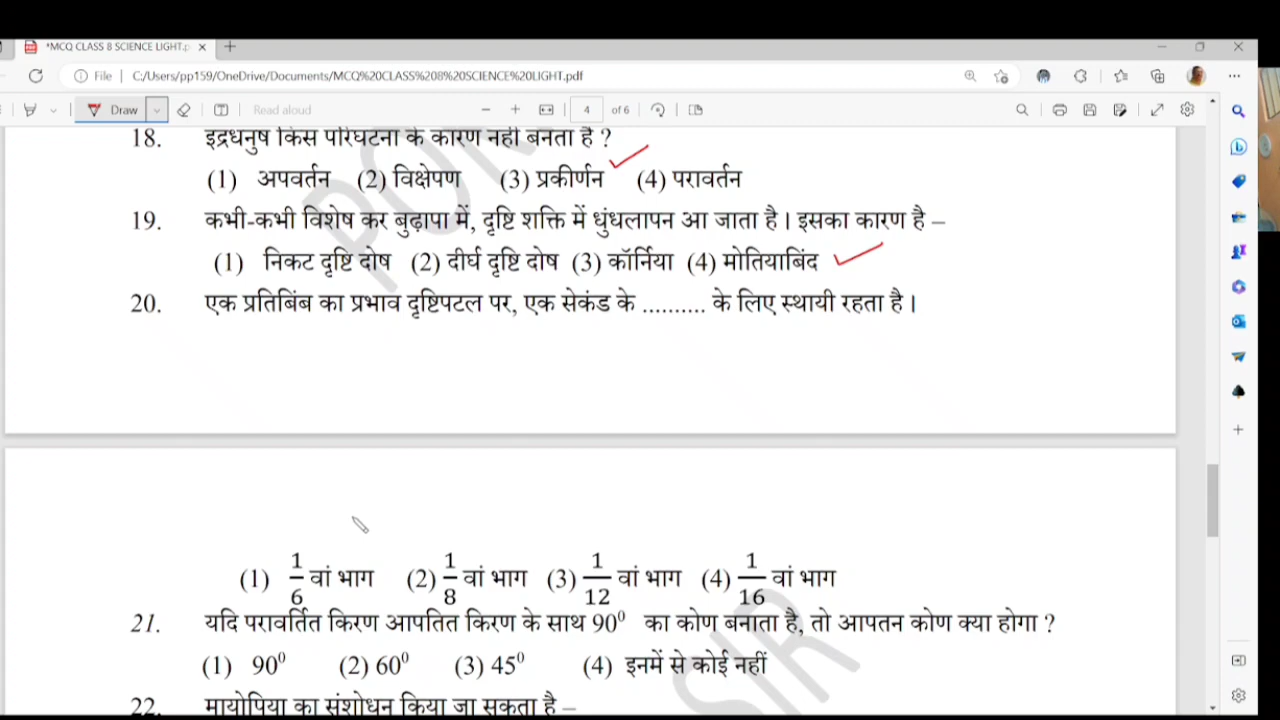 *MCQ CLASS 8 SCIENCE LIGHT.p
File | C:/Users/pp159/OneDrive/Documents/MCQ%20CLASS%208%20SCIENCE%20LIGHT.pdf
Draw Read aloud 4 of 6
18. इद्रधनुष किस परिघटना के कारण नहीं बनता है ?
(1) अपवर्तन (2) विक्षेपण (3) प्रकीर्णन (4) परावर्तन
19. कभी-कभी विशेष कर बुढ़ापा में, दृष्टि शक्ति में धुंधलापन आ जाता है । इसका कारण है –
(1) निकट दृष्टि दोष (2) दीर्घ दृष्टि दोष (3) कॉर्निया (4) मोतियाबिंद
20. एक प्रतिबिंब का प्रभाव दृष्टिपटल पर, एक सेकंड के .......... के लिए स्थायी रहता है ।
(1) 1/6 वां भाग (2) 1/8 वां भाग (3) 1/12 वां भाग (4) 1/16 वां भाग
21. यदि परावर्तित किरण आपतित किरण के साथ 90⁰ का कोण बनाता है, तो आपतन कोण क्या होगा ?
(1) 90⁰ (2) 60⁰ (3) 45⁰ (4) इनमें से कोई नहीं
22. मायोपिया का संशोधन किया जा सकता है –
SIR